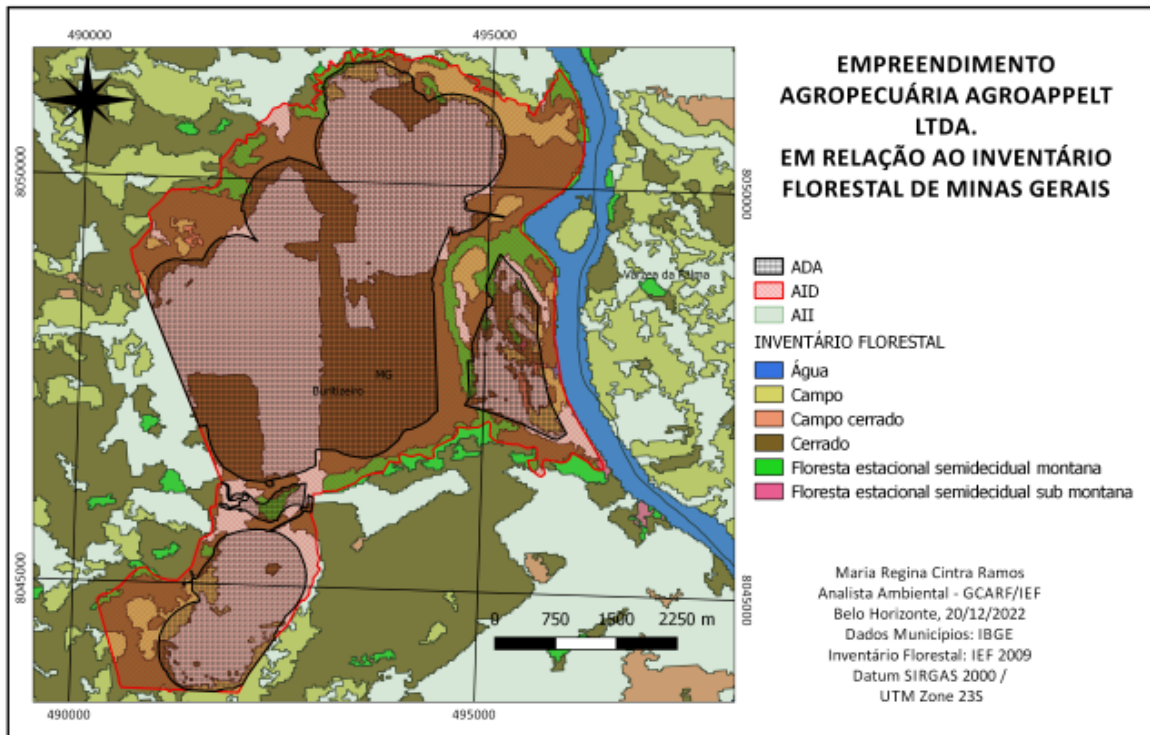 490000
495000
EMPREENDIMENTO
AGROPECUÁRIA AGROAPPELT
LTDA.
EM RELAÇÃO AO INVENTÁRIO
FLORESTAL DE MINAS GERAIS
8050000
8050000
Várzea da Palma
ADA
AID
AII
INVENTÁRIO FLORESTAL
Água
Campo
Campo cerrado
Cerrado
Floresta estacional semidecidual montana
Floresta estacional semidecidual sub montana
MG
Buritizeiro
8045000
8045000
0 750 1500 2250 m
Maria Regina Cintra Ramos
Analista Ambiental - GCARF/IEF
Belo Horizonte, 20/12/2022
Dados Municípios: IBGE
Inventário Florestal: IEF 2009
Datum SIRGAS 2000 /
UTM Zone 23S
490000
495000